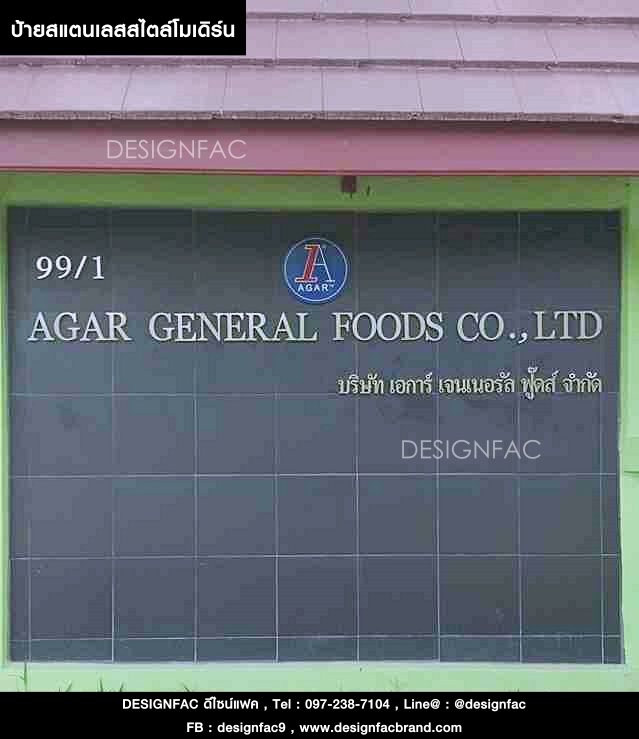 ป้ายสแตนเลสสไตล์โมเดิร์น
DESIGNFAC
99/1
1A
AGAR™
AGAR GENERAL FOODS CO.,LTD
บริษัท เอการ์ เจนเนอรัล ฟู้ดส์ จำกัด
DESIGNFAC
DESIGNFAC ดีไซน์แฟค , Tel : 097-238-7104 , Line@ : @designfac
FB : designfac9 , www.designfacbrand.com